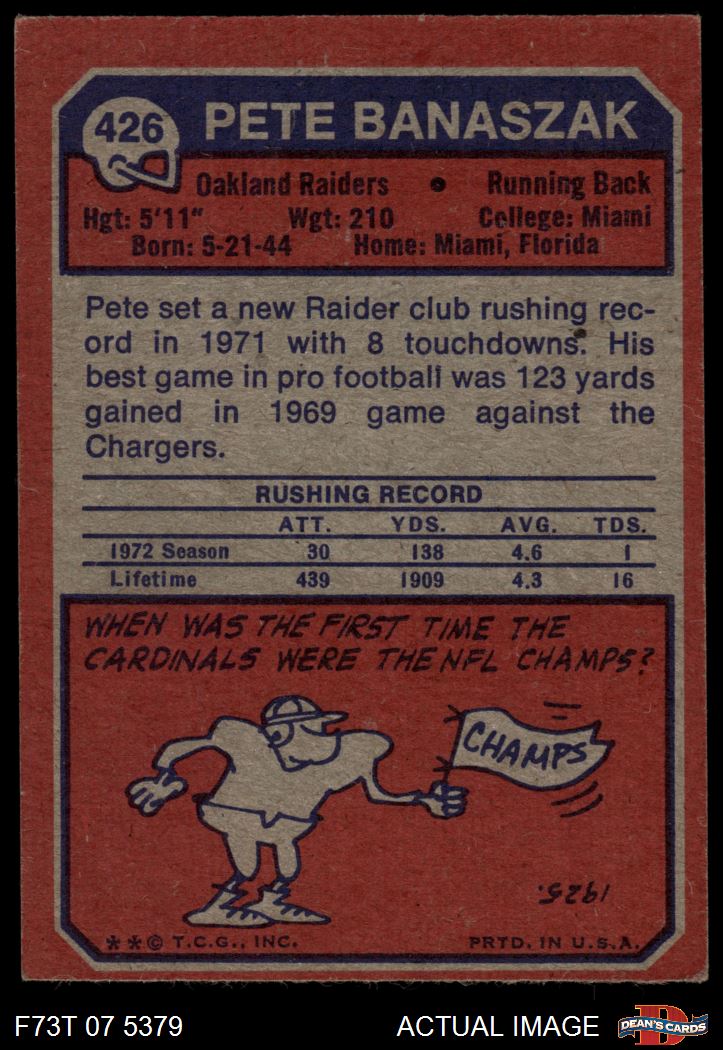 426
PETE BANASZAK
Oakland Raiders • Running Back
Hgt: 5'11" Wgt: 210 College: Miami
Born: 5-21-44 Home: Miami, Florida
Pete set a new Raider club rushing rec-
ord in 1971 with 8 touchdowns. His
best game in pro football was 123 yards
gained in 1969 game against the
Chargers.
RUSHING RECORD
ATT. YDS. AVG. TDS.
1972 Season 30 138 4.6 1
Lifetime 439 1909 4.3 16
WHEN WAS THE FIRST TIME THE
CARDINALS WERE THE NFL CHAMPS?
CHAMPS
1925.
** © T.C.G., INC. PRTD. IN U.S.A.
F73T 07 5379 ACTUAL IMAGE
D
DEAN'S CARDS